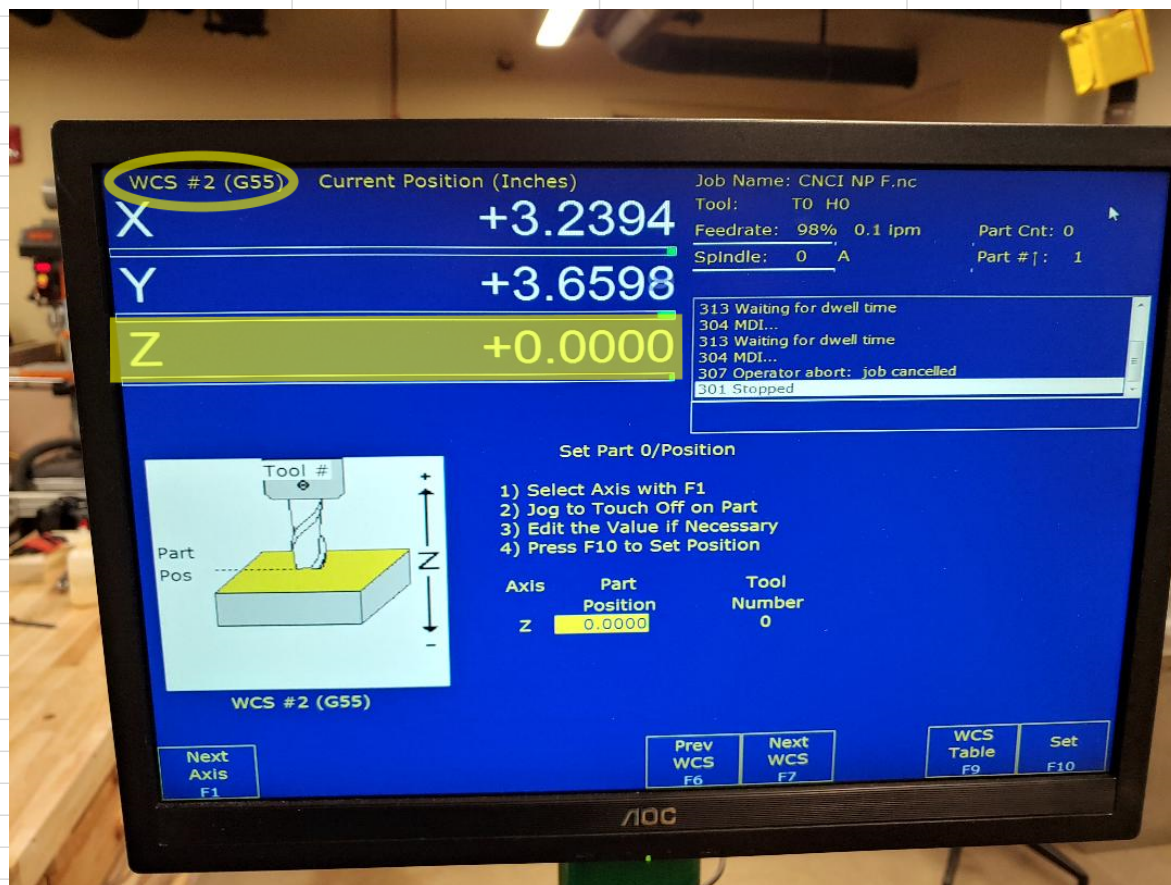 WCS #2 (G55) Current Position (Inches)
X +3.2394
Y +3.6598
Z +0.0000
Job Name: CNCI NP F.nc
Tool: T0 H0
Feedrate: 98% 0.1 ipm Part Cnt: 0
Spindle: 0 A Part #↑: 1
313 Waiting for dwell time
304 MDI...
313 Waiting for dwell time
304 MDI...
307 Operator abort: job cancelled
301 Stopped
Set Part 0/Position
1) Select Axis with F1
2) Jog to Touch Off on Part
3) Edit the Value if Necessary
4) Press F10 to Set Position
Axis Part Position Tool Number
Z 0.0000 0
Tool #
+
Part
Pos
Z
-
WCS #2 (G55)
Next Axis F1
Prev WCS F6
Next WCS F7
WCS Table F9
Set F10
AOC